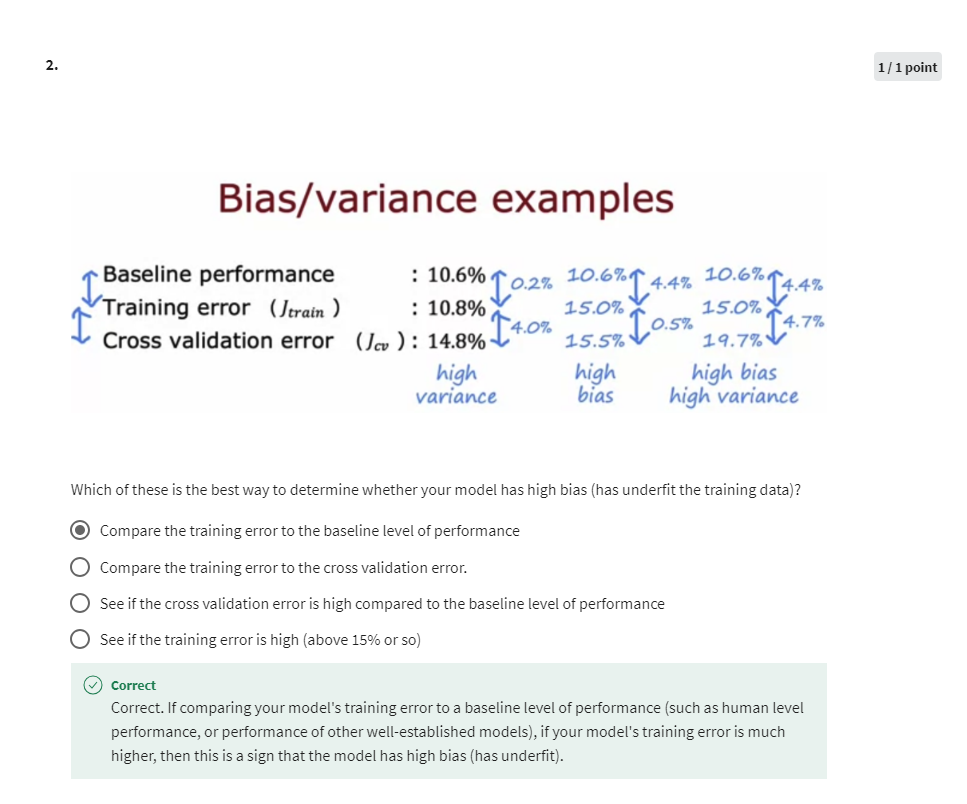 2.
1 / 1 point
Bias/variance examples
Baseline performance : 10.6% 0.2% 10.6% 4.4% 10.6% 4.4%
Training error (Jtrain ) : 10.8% 4.0% 15.0% 0.5% 15.0% 4.7%
Cross validation error (Jcv ) : 14.8% 15.5% 19.7%
high high high bias
variance bias high variance
Which of these is the best way to determine whether your model has high bias (has underfit the training data)?
Compare the training error to the baseline level of performance
Compare the training error to the cross validation error.
See if the cross validation error is high compared to the baseline level of performance
See if the training error is high (above 15% or so)
Correct
Correct. If comparing your model's training error to a baseline level of performance (such as human level
performance, or performance of other well-established models), if your model's training error is much
higher, then this is a sign that the model has high bias (has underfit).